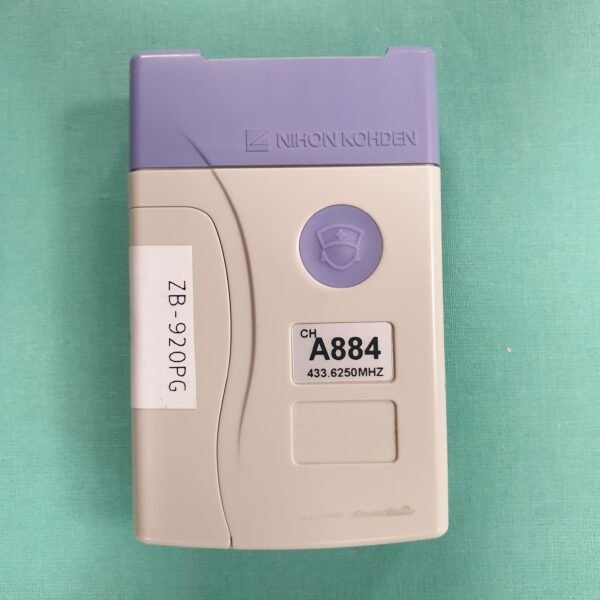 NIHON KOHDEN
ZB-920PG
CH
A884
433.6250MHZ